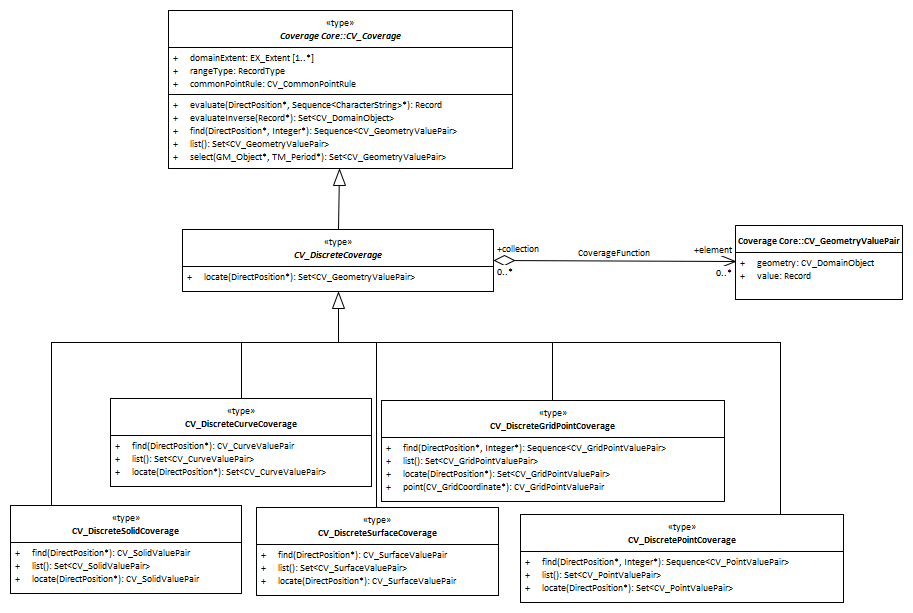 «type»
Coverage Core::CV_Coverage
+ domainExtent: EX_Extent [1..*]
+ rangeType: RecordType
+ commonPointRule: CV_CommonPointRule
+ evaluate(DirectPosition*, Sequence<CharacterString>*): Record
+ evaluateInverse(Record*): Set<CV_DomainObject>
+ find(DirectPosition*, Integer*): Sequence<CV_GeometryValuePair>
+ list(): Set<CV_GeometryValuePair>
+ select(GM_Object*, TM_Period*): Set<CV_GeometryValuePair>
«type»
CV_DiscreteCoverage
+ locate(DirectPosition*): Set<CV_GeometryValuePair>
+collection
0..*
CoverageFunction
+element
0..*
Coverage Core::CV_GeometryValuePair
+ geometry: CV_DomainObject
+ value: Record
«type»
CV_DiscreteCurveCoverage
+ find(DirectPosition*): CV_CurveValuePair
+ list(): Set<CV_CurveValuePair>
+ locate(DirectPosition*): Set<CV_CurveValuePair>
«type»
CV_DiscreteGridPointCoverage
+ find(DirectPosition*, Integer*): Sequence<CV_GridPointValuePair>
+ list(): Set<CV_GridPointValuePair>
+ locate(DirectPosition*): Set<CV_GridPointValuePair>
+ point(CV_GridCoordinate*): CV_GridPointValuePair
«type»
CV_DiscreteSolidCoverage
+ find(DirectPosition*): CV_SolidValuePair
+ list(): Set<CV_SolidValuePair>
+ locate(DirectPosition*): CV_SolidValuePair
«type»
CV_DiscreteSurfaceCoverage
+ find(DirectPosition*): CV_SurfaceValuePair
+ list(): Set<CV_SurfaceValuePair>
+ locate(DirectPosition*): CV_SurfaceValuePair
«type»
CV_DiscretePointCoverage
+ find(DirectPosition*, Integer*): Sequence<CV_PointValuePair>
+ list(): Set<CV_PointValuePair>
+ locate(DirectPosition*): Set<CV_PointValuePair>